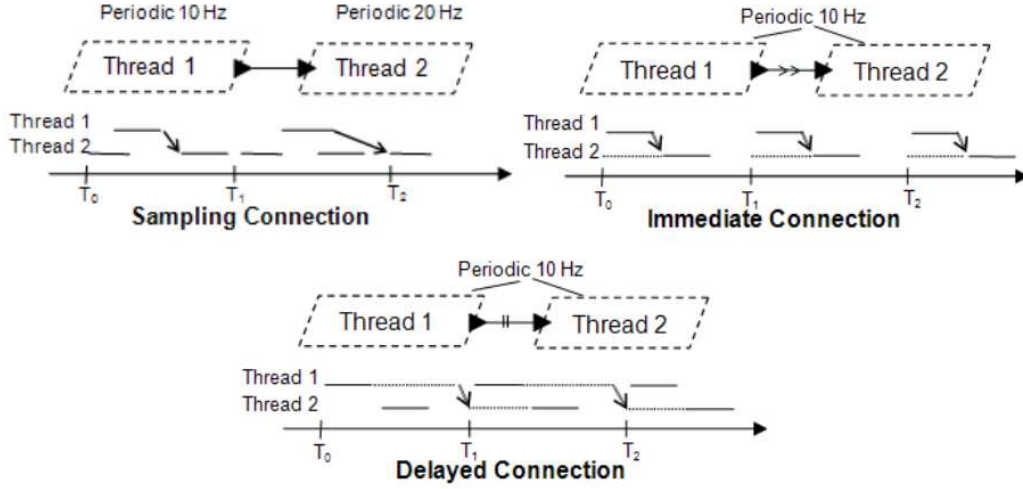 Periodic 10 Hz
Periodic 20 Hz
Thread 1
Thread 2
Thread 1
Thread 2
T0
T1
T2
Sampling Connection
Periodic 10 Hz
Thread 1
Thread 2
Thread 1
Thread 2
T0
T1
T2
Immediate Connection
Periodic 10 Hz
Thread 1
Thread 2
Thread 1
Thread 2
T0
T1
T2
Delayed Connection